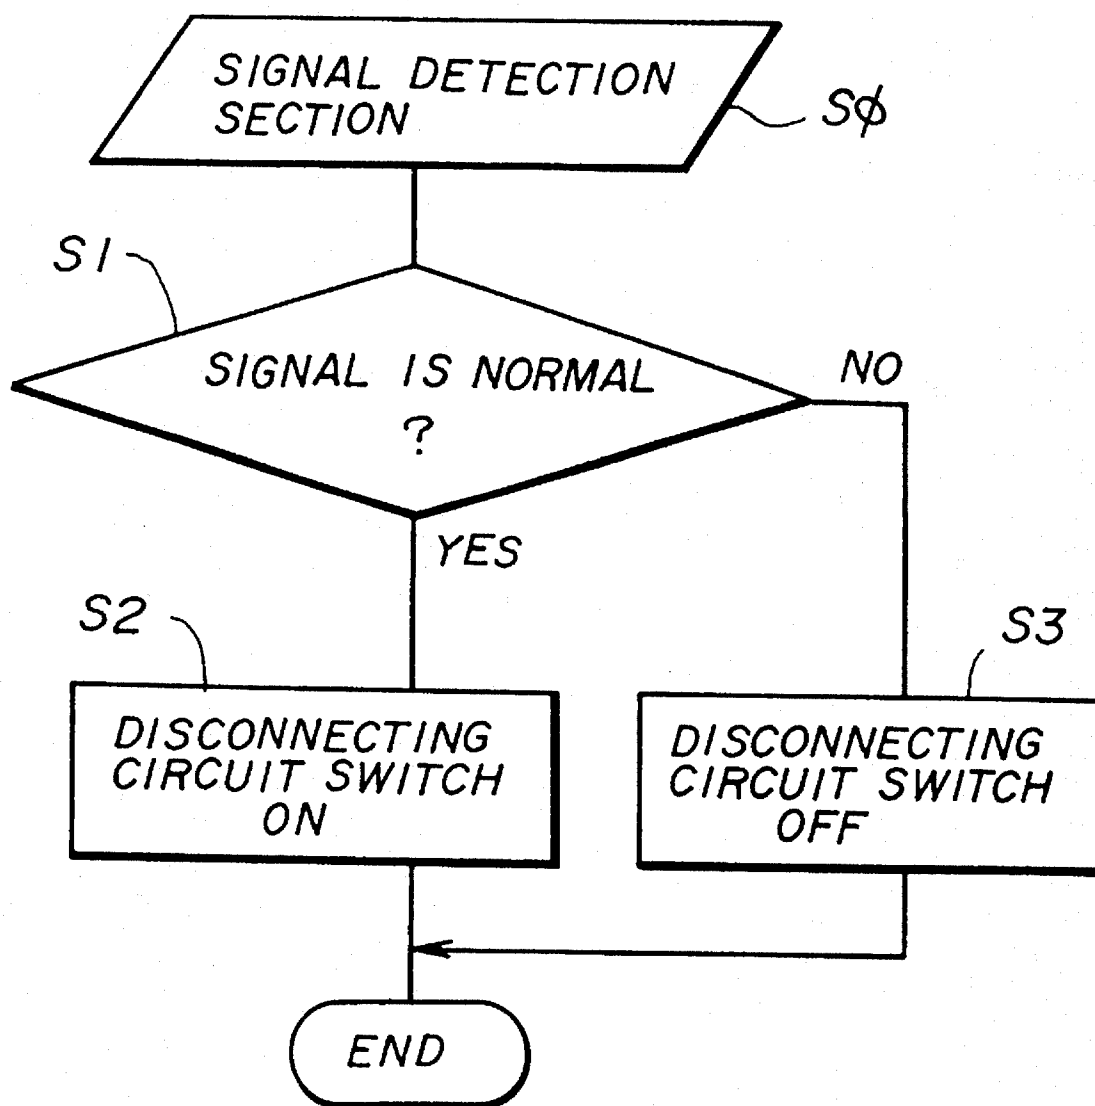 SIGNAL DETECTION
SECTION
SØ
S1
SIGNAL IS NORMAL
?
NO
YES
S2
S3
DISCONNECTING
CIRCUIT SWITCH
ON
DISCONNECTING
CIRCUIT SWITCH
OFF
END